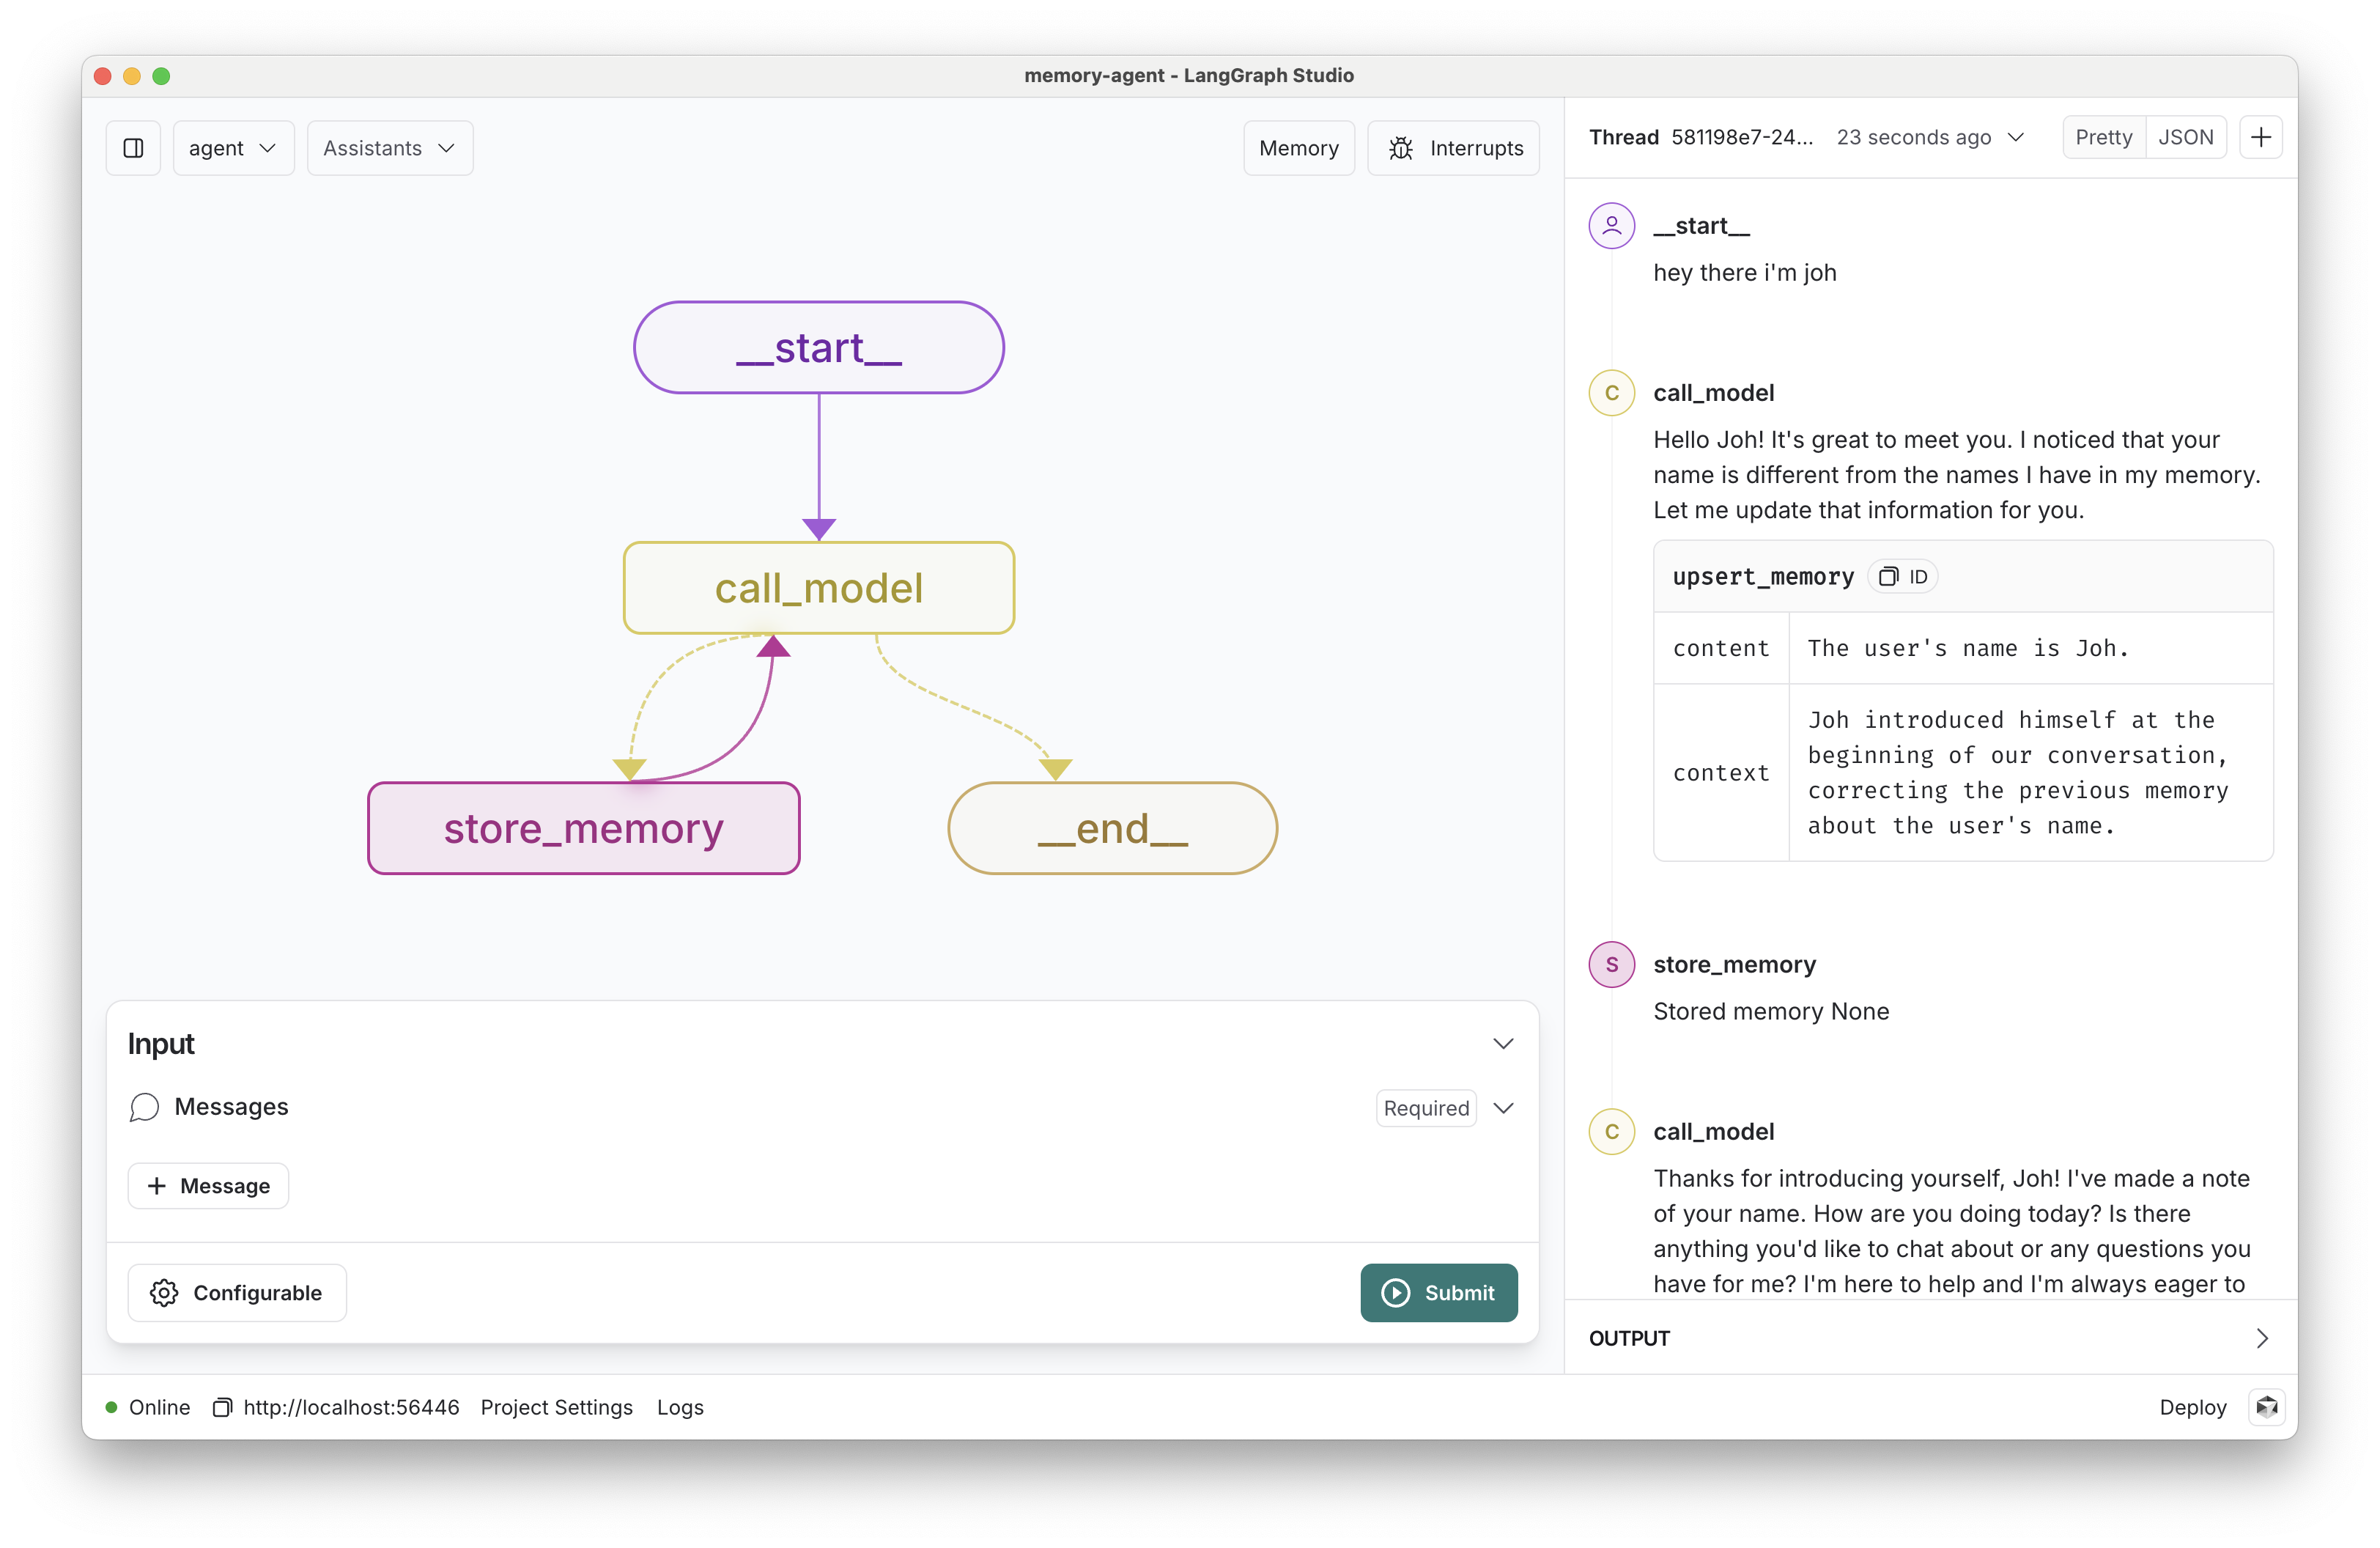 memory-agent - LangGraph Studio
agent
Assistants
Memory
Interrupts
__start__
call_model
store_memory
__end__
Input
Messages
Required
Message
Configurable
Submit
Thread 581198e7-24... 23 seconds ago
Pretty
JSON
__start__
hey there i'm joh
C
call_model
Hello Joh! It's great to meet you. I noticed that your
name is different from the names I have in my memory.
Let me update that information for you.
upsert_memory
ID
content
The user's name is Joh.
context
Joh introduced himself at the
beginning of our conversation,
correcting the previous memory
about the user's name.
S
store_memory
Stored memory None
C
call_model
Thanks for introducing yourself, Joh! I've made a note
of your name. How are you doing today? Is there
anything you'd like to chat about or any questions you
have for me? I'm here to help and I'm always eager to
OUTPUT
Online
http://localhost:56446
Project Settings
Logs
Deploy